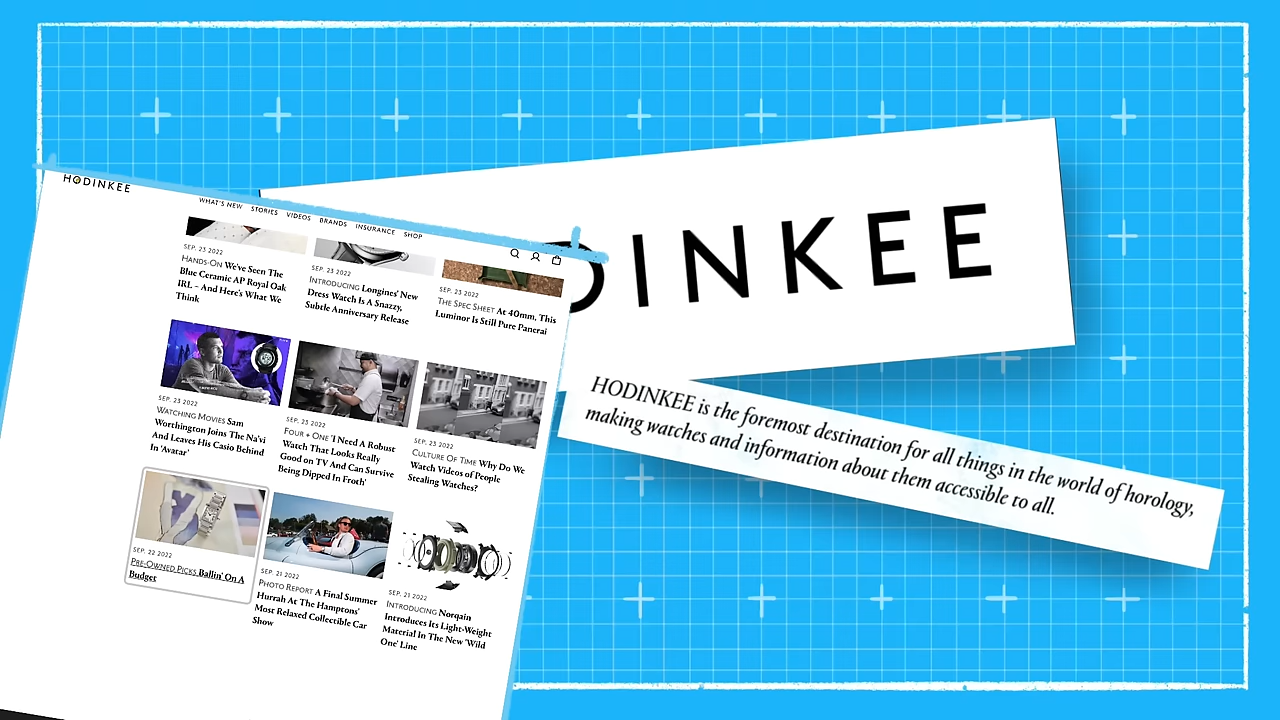 HODINKEE
WHAT'S NEW STORIES VIDEOS BRANDS INSURANCE SHOP
SEP. 23 2022
HANDS-ON We've Seen The
Blue Ceramic AP Royal Oak
IRL – And Here's What We
Think
SEP. 23 2022
INTRODUCING Longines' New
Dress Watch Is A Snazzy,
Subtle Anniversary Release
SEP. 23 2022
THE SPEC SHEET At 40mm, This
Luminor Is Still Pure Panerai
SEP. 23 2022
WATCHING MOVIES Sam
Worthington Joins The Na'vi
And Leaves His Casio Behind
In 'Avatar'
SEP. 23 2022
FOUR + ONE 'I Need A Robust
Watch That Looks Really
Good on TV And Can Survive
Being Dipped In Froth'
SEP. 23 2022
CULTURE OF TIME Why Do We
Watch Videos of People
Stealing Watches?
SEP. 22 2022
PRE-OWNED PICKS Ballin' On A
Budget
SEP. 21 2022
PHOTO REPORT A Final Summer
Hurrah At The Hamptons'
Most Relaxed Collectible Car
Show
SEP. 21 2022
INTRODUCING Norqain
Introduces Its Light-Weight
Material In The New 'Wild
One' Line
DINKEE
HODINKEE is the foremost destination for all things in the world of horology,
making watches and information about them accessible to all.